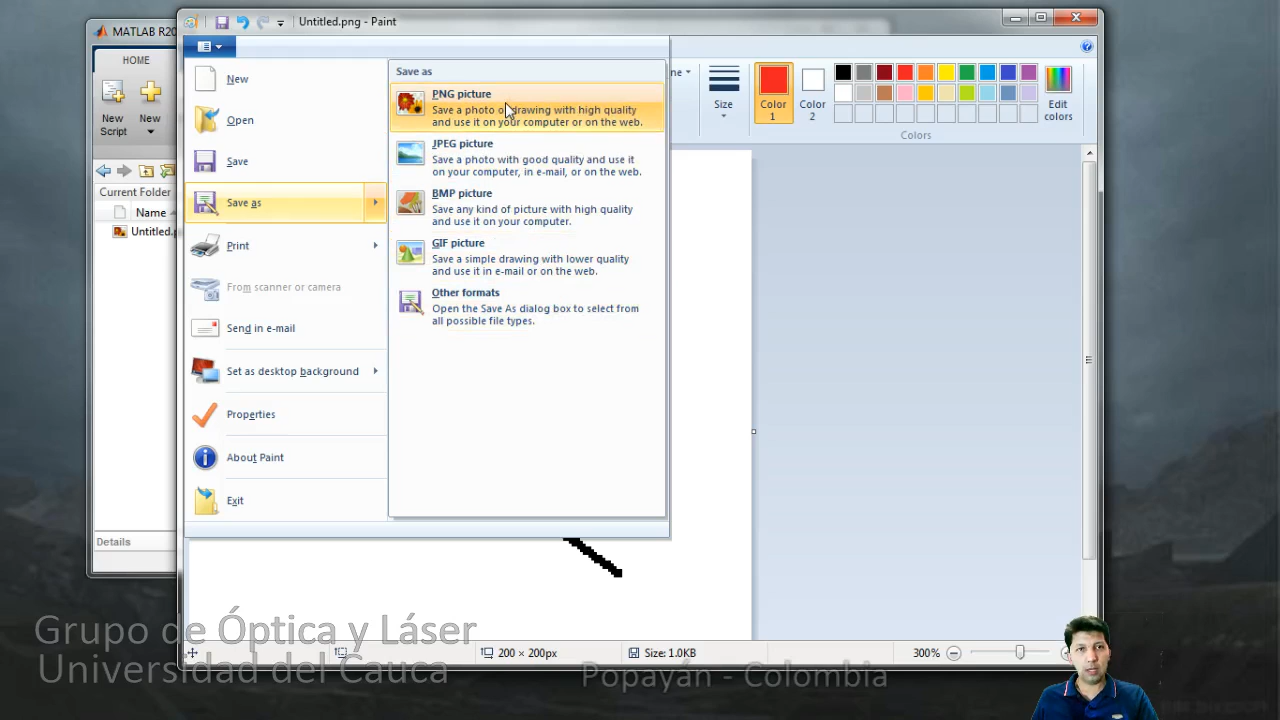 MATLAB R20
Untitled.png - Paint
HOME
New
Script
New
Current Folder
Name
Untitled.p
Details
New
Open
Save
Save as
Print
From scanner or camera
Send in e-mail
Set as desktop background
Properties
About Paint
Exit
Save as
PNG picture
Save a photo or drawing with high quality
and use it on your computer or on the web.
JPEG picture
Save a photo with good quality and use it
on your computer, in e-mail, or on the web.
BMP picture
Save any kind of picture with high quality
and use it on your computer.
GIF picture
Save a simple drawing with lower quality
and use it in e-mail or on the web.
Other formats
Open the Save As dialog box to select from
all possible file types.
ne
Size
Color
1
Color
2
Edit
colors
Colors
200 × 200px
Size: 1.0KB
300%
Grupo de Óptica y Láser
Universidad del Cauca
Popayán - Colombia